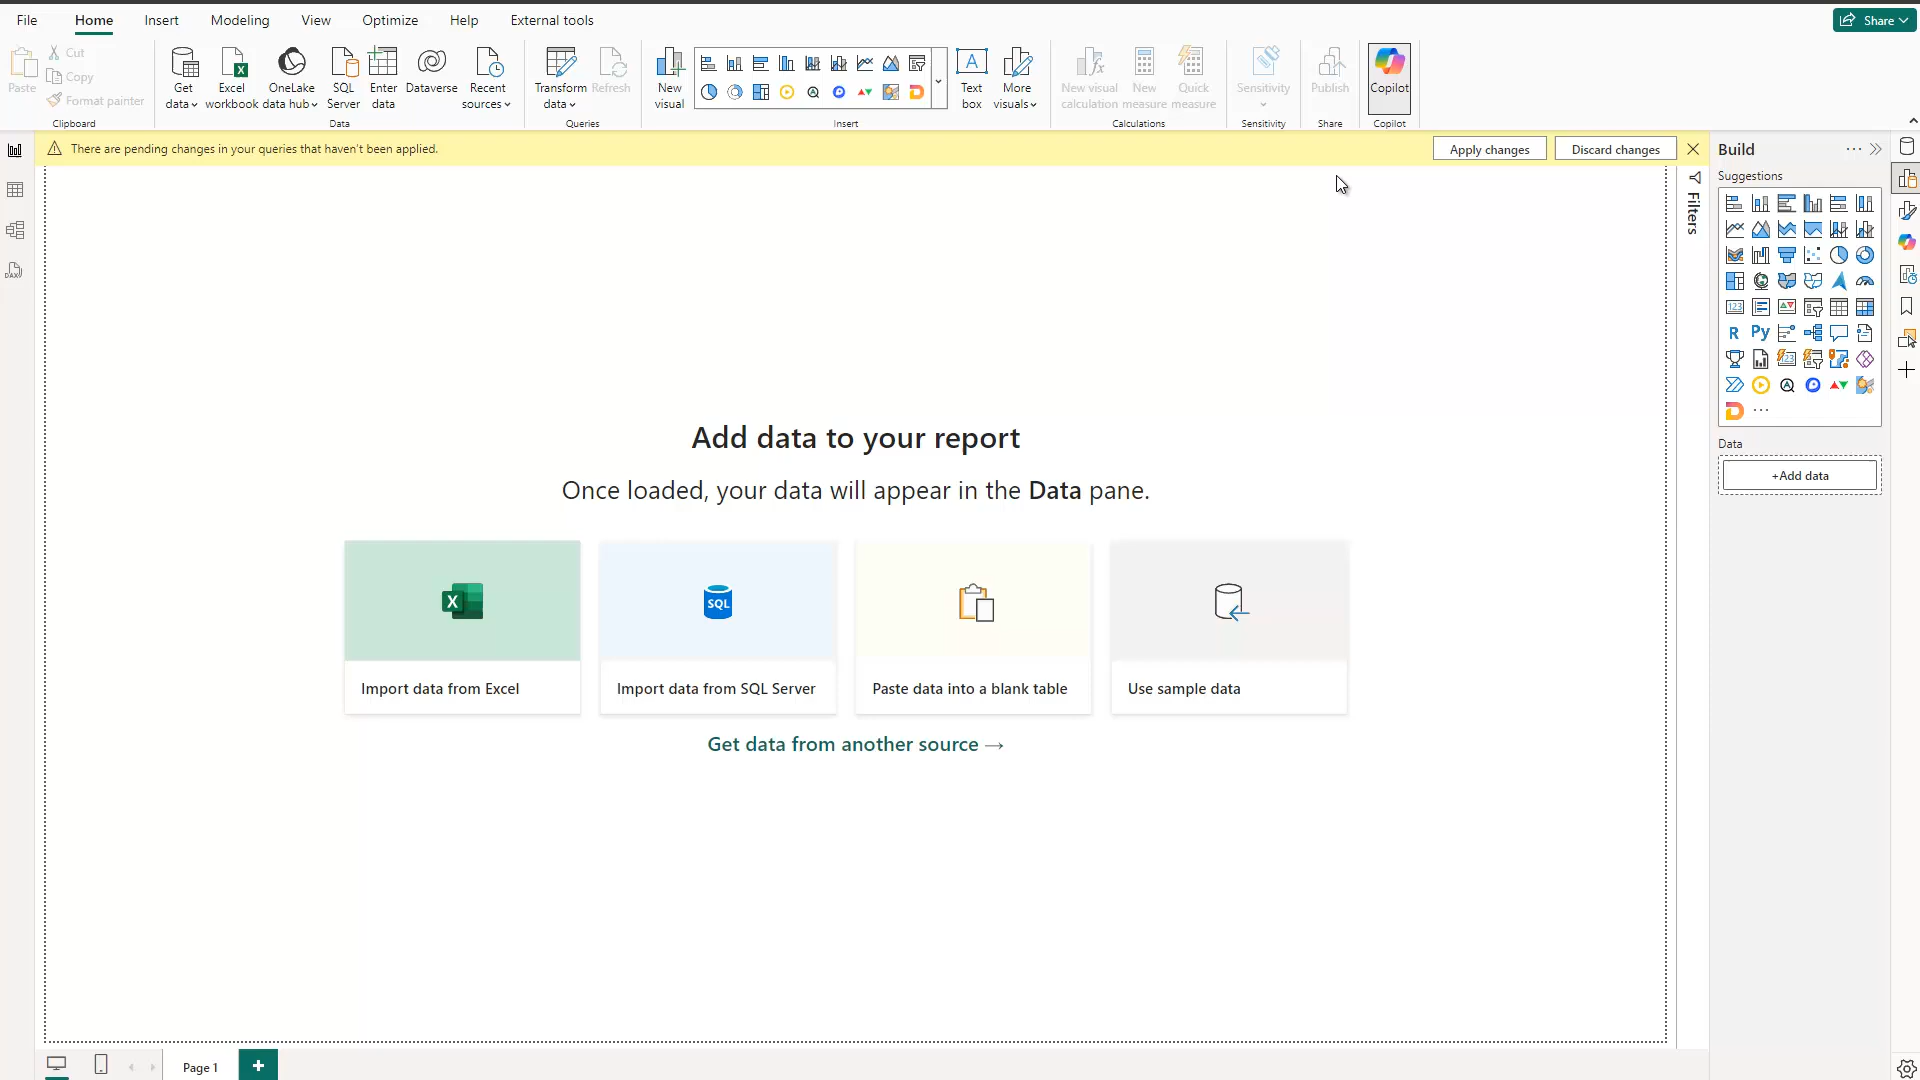 File
Home
Insert
Modeling
View
Optimize
Help
External tools
Share
Paste
Cut
Copy
Format painter
Clipboard
Get data
Excel workbook
OneLake data hub
SQL Server
Enter data
Dataverse
Recent sources
Data
Transform data
Refresh
Queries
New visual
A
Text box
More visuals
Insert
New visual calculation
New measure
Quick measure
Calculations
Sensitivity
Sensitivity
Publish
Share
Copilot
Copilot
There are pending changes in your queries that haven't been applied.
Apply changes
Discard changes
DAX
Filters
Build
Suggestions
123
R
Py
123
Data
+Add data
Add data to your report
Once loaded, your data will appear in the Data pane.
X
SQL
Import data from Excel
Import data from SQL Server
Paste data into a blank table
Use sample data
Get data from another source →
Page 1
+